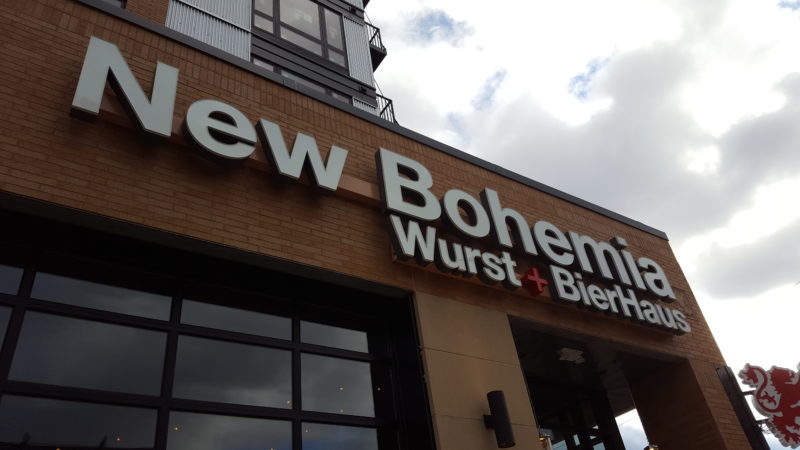 New Bohemia
Wurst + BierHaus